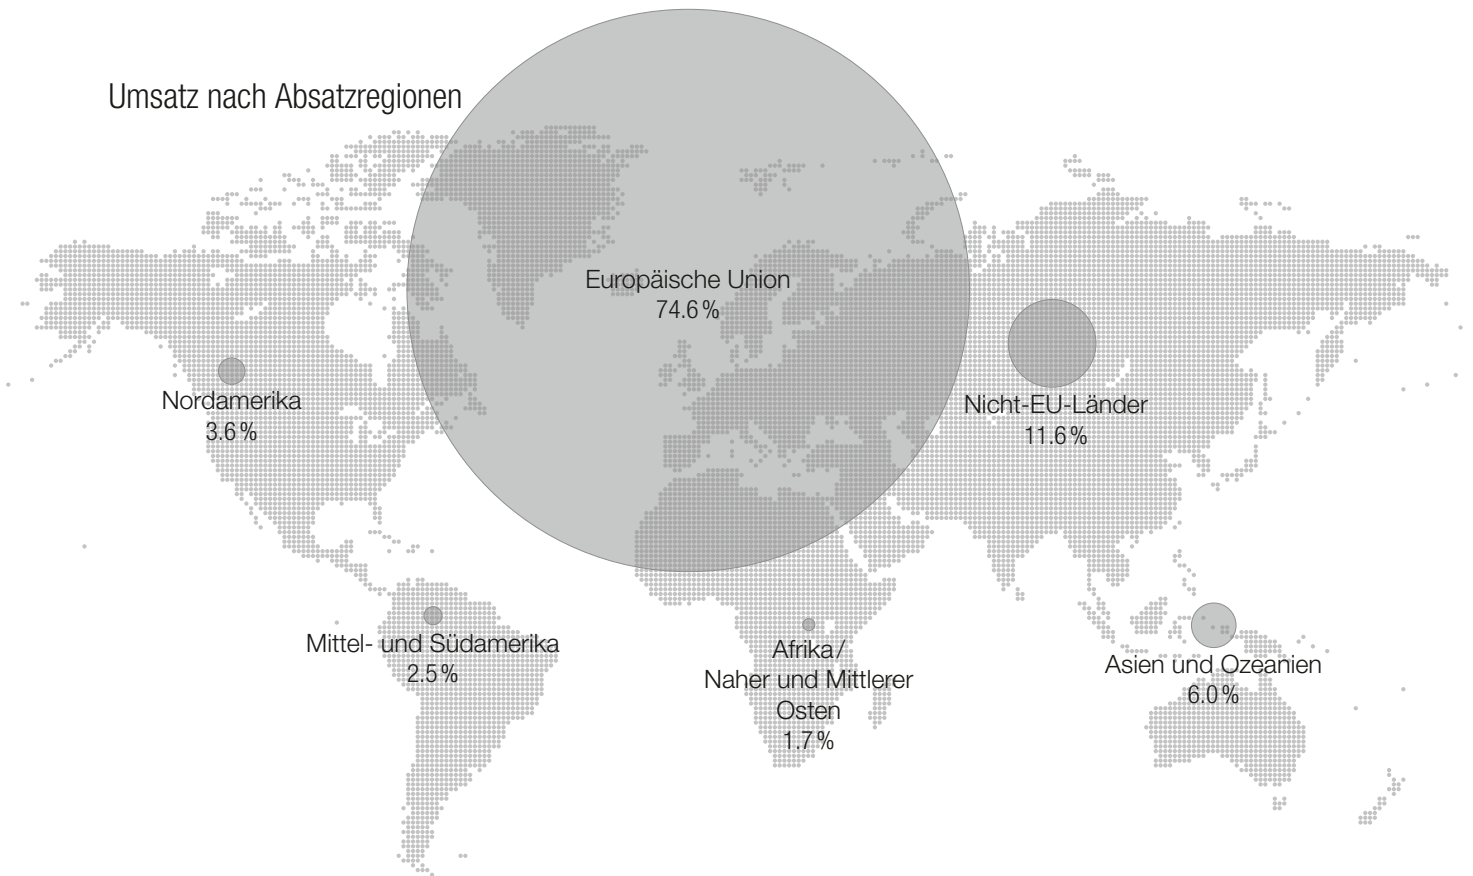 Umsatz nach Absatzregionen
Europäische Union
74.6 %
Nordamerika
3.6 %
Nicht-EU-Länder
11.6 %
Mittel- und Südamerika
2.5 %
Afrika/
Naher und Mittlerer
Osten
1.7 %
Asien und Ozeanien
6.0 %